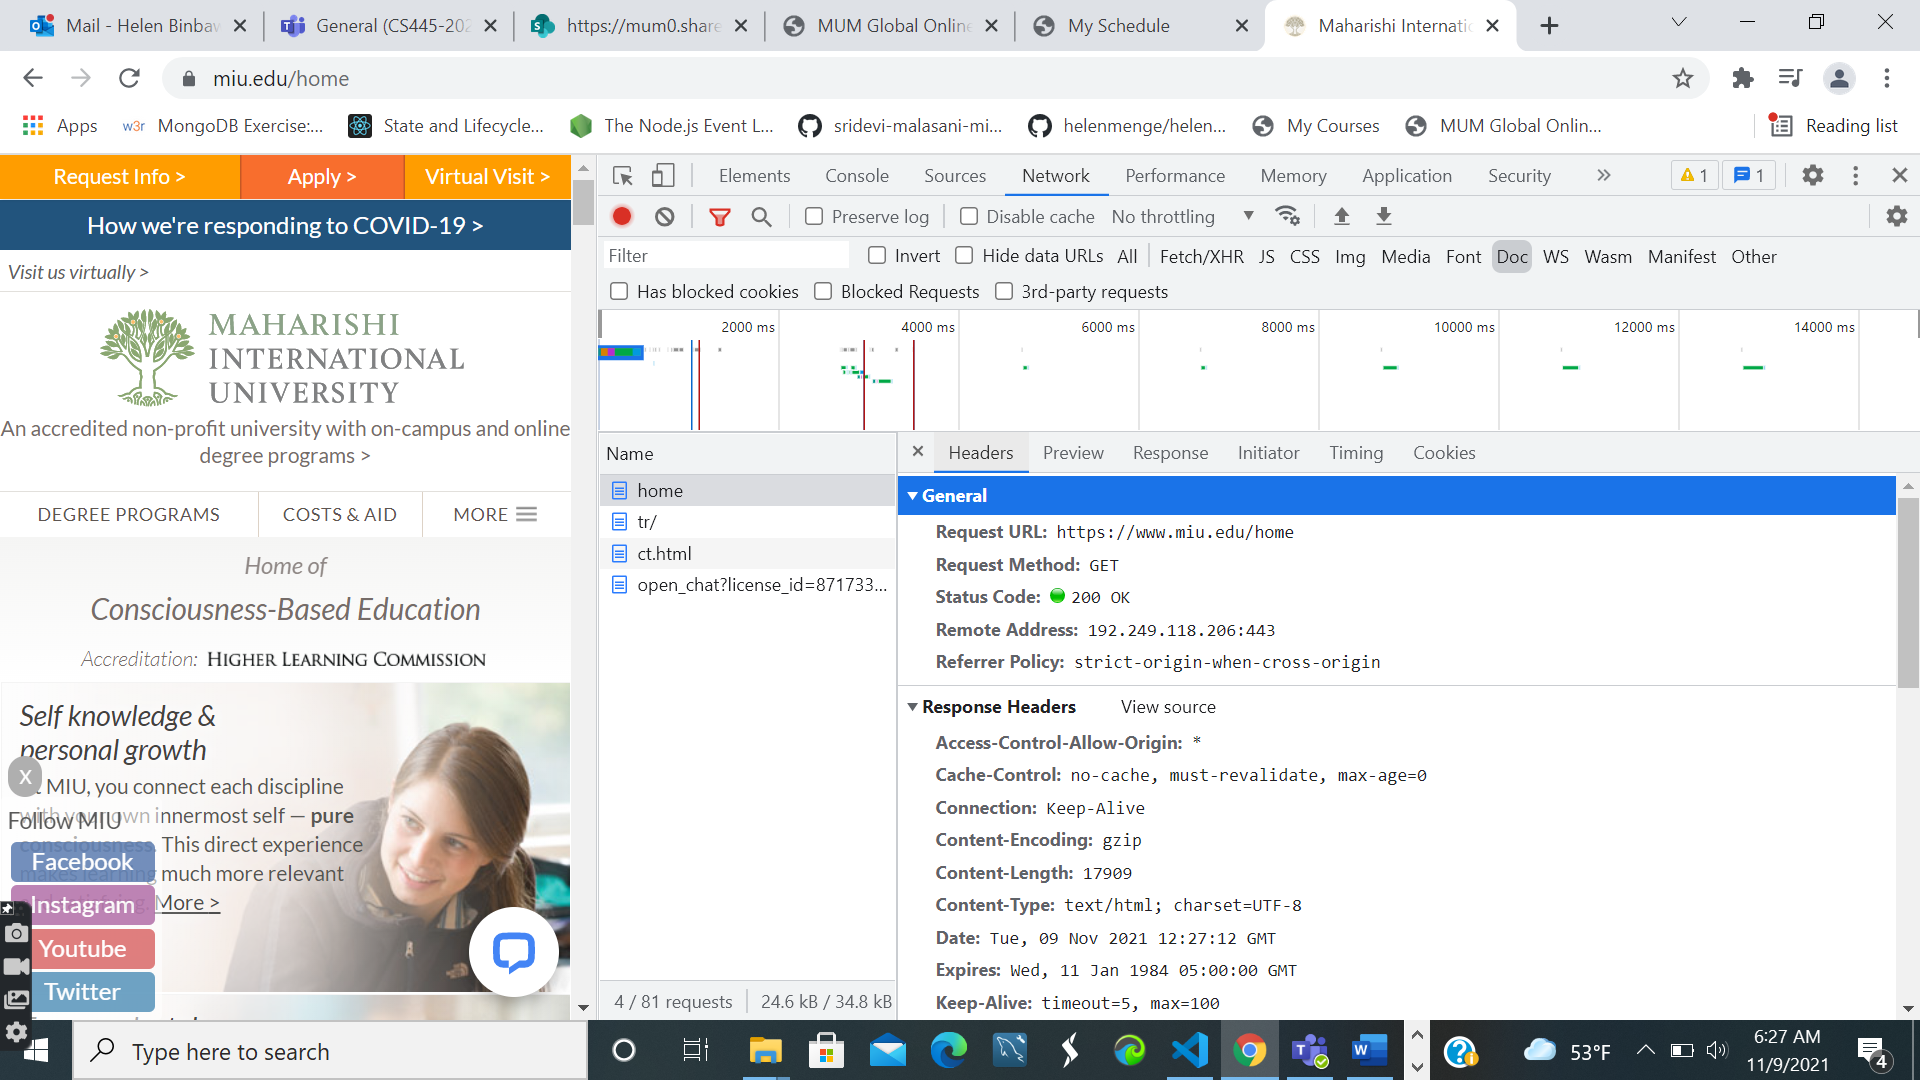 Mail - Helen Binbaw
General (CS445-202
https://mum0.share
MUM Global Online
My Schedule
Maharishi Internatio
miu.edu/home
Apps
w3r MongoDB Exercise:...
State and Lifecycle...
The Node.js Event L...
sridevi-malasani-mi...
helenmenge/helen...
My Courses
MUM Global Onlin...
Reading list
Request Info >
Apply >
Virtual Visit >
How we're responding to COVID-19 >
Visit us virtually >
MAHARISHI
INTERNATIONAL
UNIVERSITY
An accredited non-profit university with on-campus and online
degree programs >
DEGREE PROGRAMS
COSTS & AID
MORE
Home of
Consciousness-Based Education
Accreditation: HIGHER LEARNING COMMISSION
Self knowledge &
personal growth
MIU, you connect each discipline
with your own innermost self — pure
consciousness. This direct experience
makes learning much more relevant
More >
X
Follow MIU
Facebook
Instagram
Youtube
Twitter
Elements Console Sources Network Performance Memory Application Security » 1 1
Preserve log Disable cache No throttling
Filter
Invert Hide data URLs All Fetch/XHR JS CSS Img Media Font Doc WS Wasm Manifest Other
Has blocked cookies Blocked Requests 3rd-party requests
2000 ms 4000 ms 6000 ms 8000 ms 10000 ms 12000 ms 14000 ms
Name
home
tr/
ct.html
open_chat?license_id=871733...
4 / 81 requests 24.6 kB / 34.8 kB
Headers Preview Response Initiator Timing Cookies
General
Request URL: https://www.miu.edu/home
Request Method: GET
Status Code: 200 OK
Remote Address: 192.249.118.206:443
Referrer Policy: strict-origin-when-cross-origin
Response Headers View source
Access-Control-Allow-Origin: *
Cache-Control: no-cache, must-revalidate, max-age=0
Connection: Keep-Alive
Content-Encoding: gzip
Content-Length: 17909
Content-Type: text/html; charset=UTF-8
Date: Tue, 09 Nov 2021 12:27:12 GMT
Expires: Wed, 11 Jan 1984 05:00:00 GMT
Keep-Alive: timeout=5, max=100
Type here to search
53°F
6:27 AM
11/9/2021
4